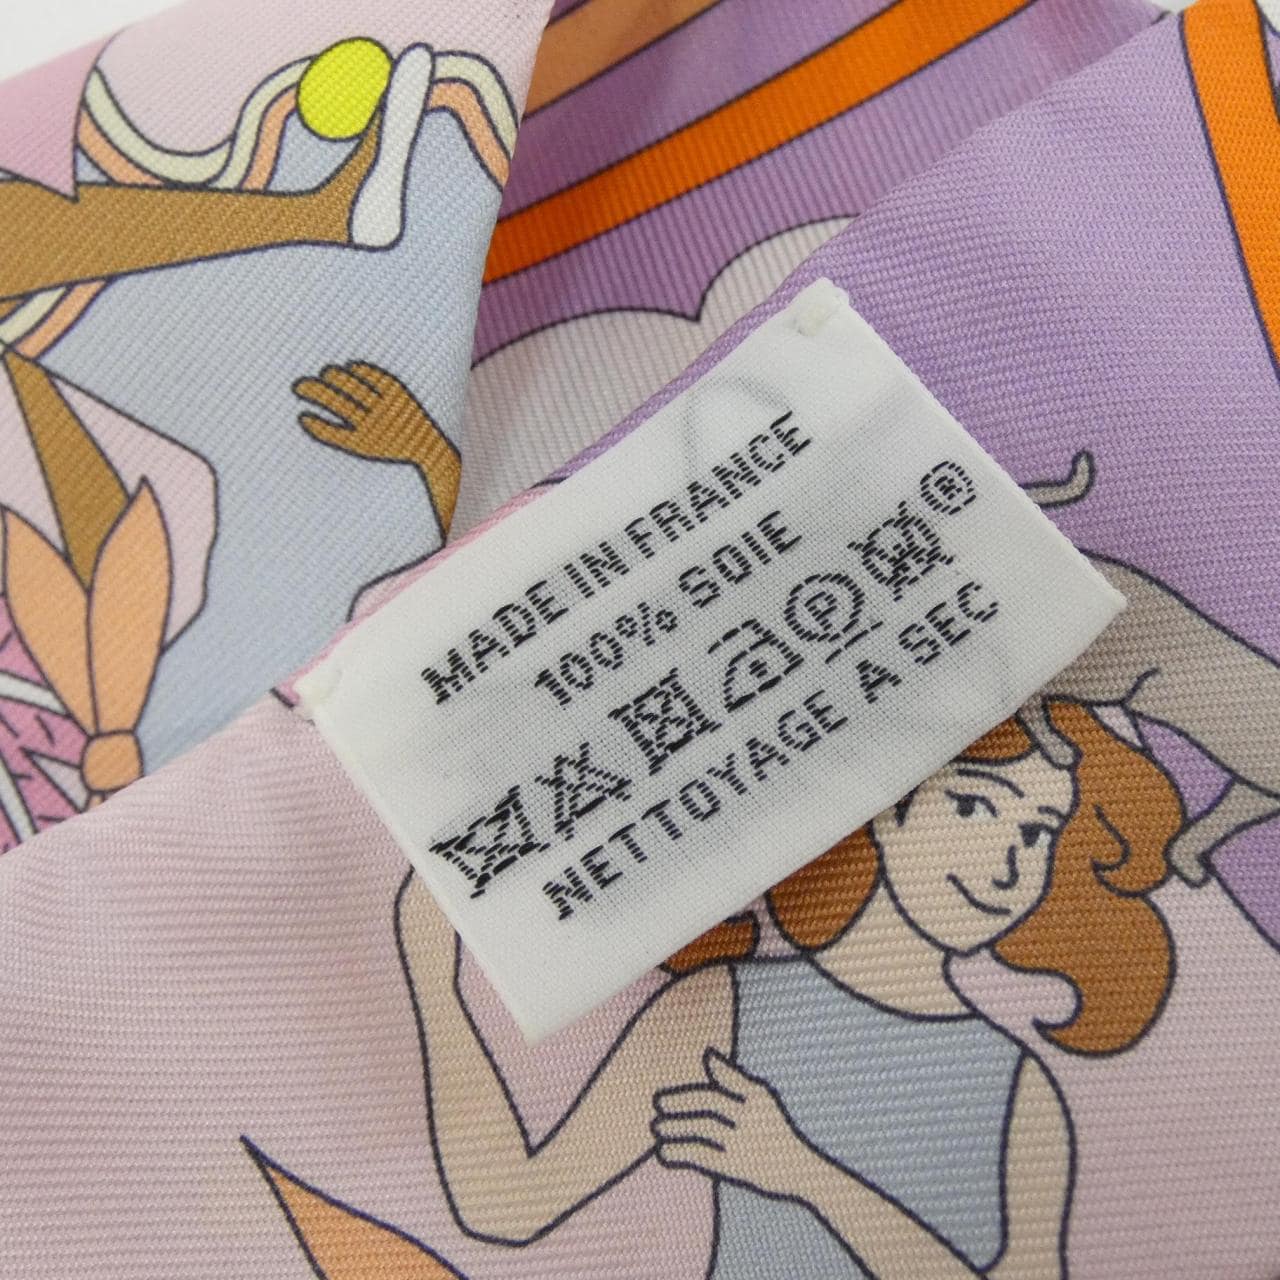 MADE IN FRANCE
100% SOIE
P ®
NETTOYAGE A SEC